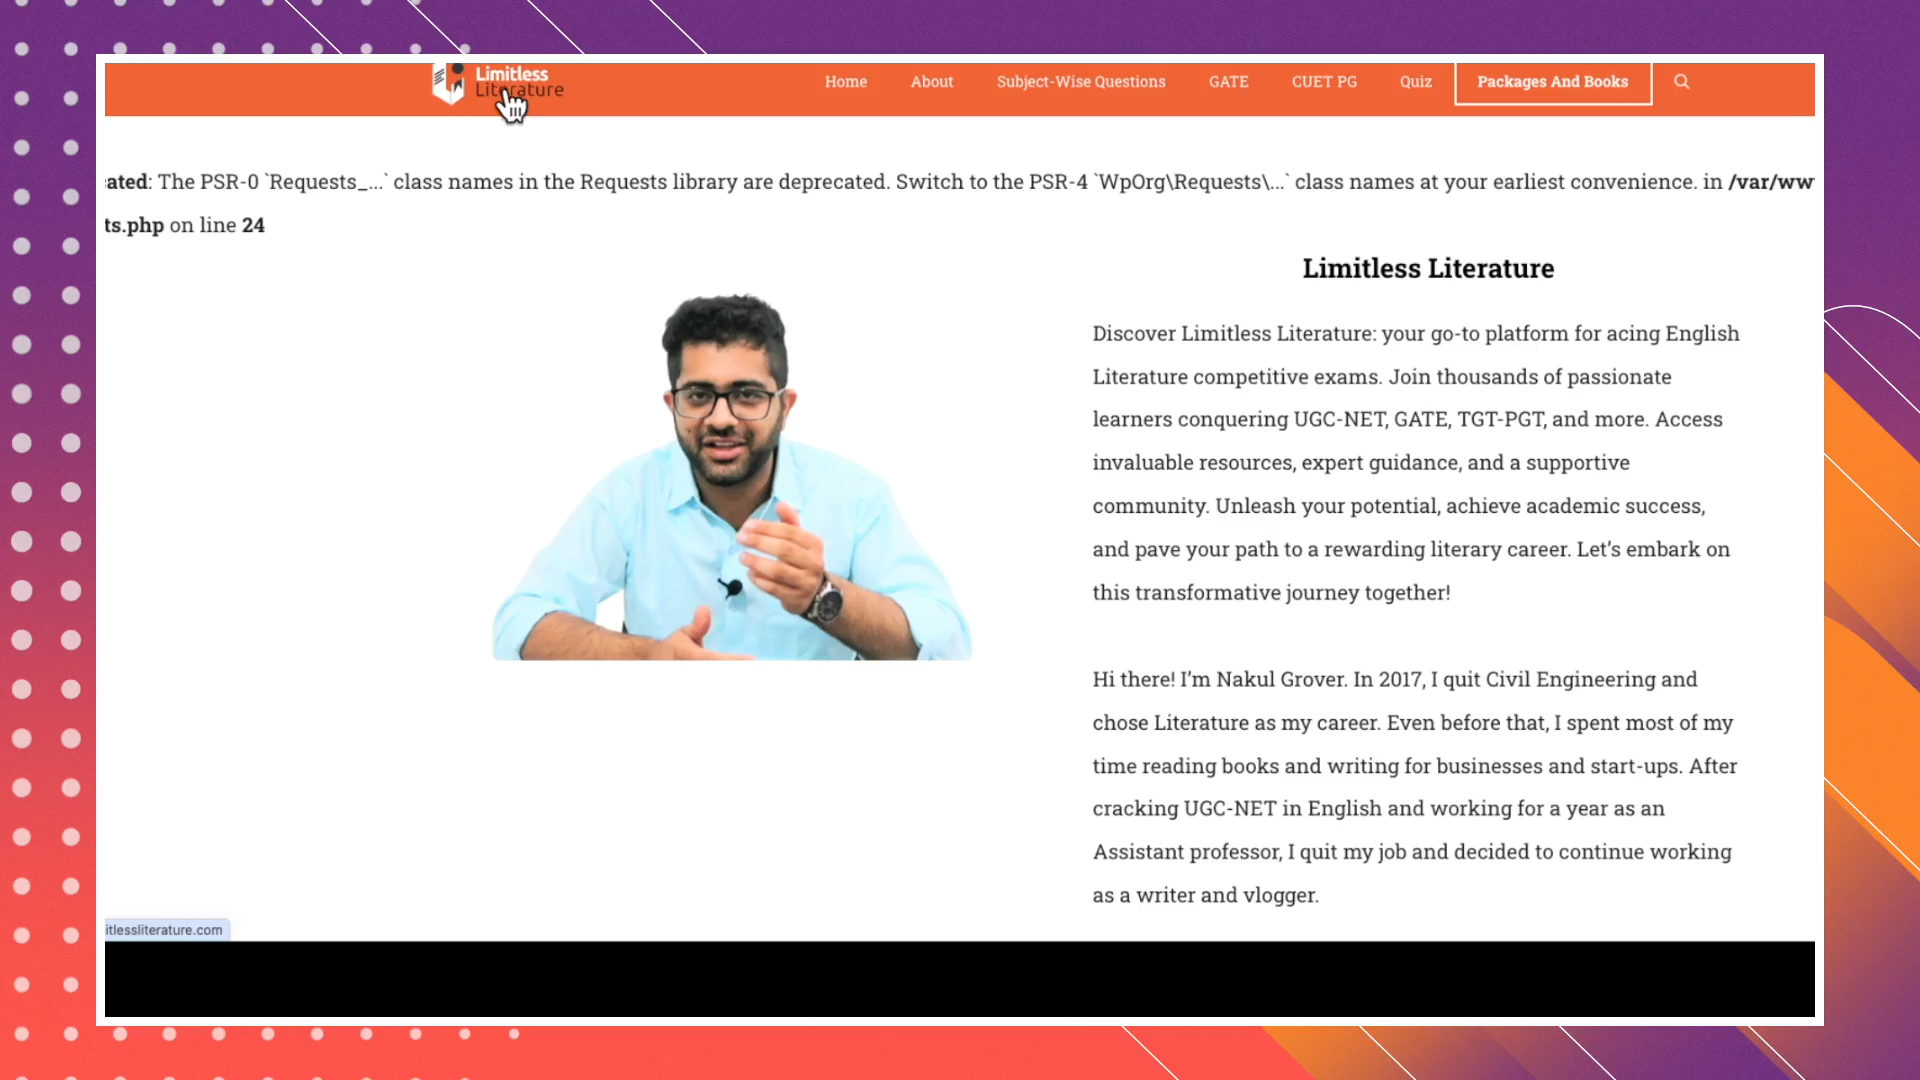 Limitless
Literature
Home About Subject-Wise Questions GATE CUET PG Quiz Packages And Books
ated: The PSR-0 `Requests_...` class names in the Requests library are deprecated. Switch to the PSR-4 `WpOrg\Requests\...` class names at your earliest convenience. in /var/ww
ts.php on line 24
Limitless Literature
Discover Limitless Literature: your go-to platform for acing English
Literature competitive exams. Join thousands of passionate
learners conquering UGC-NET, GATE, TGT-PGT, and more. Access
invaluable resources, expert guidance, and a supportive
community. Unleash your potential, achieve academic success,
and pave your path to a rewarding literary career. Let’s embark on
this transformative journey together!
Hi there! I’m Nakul Grover. In 2017, I quit Civil Engineering and
chose Literature as my career. Even before that, I spent most of my
time reading books and writing for businesses and start-ups. After
cracking UGC-NET in English and working for a year as an
Assistant professor, I quit my job and decided to continue working
as a writer and vlogger.
itlessliterature.com